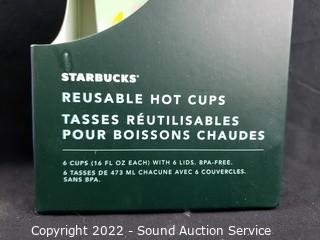 STARBUCKS®
REUSABLE HOT CUPS
TASSES RÉUTILISABLES
POUR BOISSONS CHAUDES
6 CUPS (16 FL OZ EACH) WITH 6 LIDS. BPA-FREE.
6 TASSES DE 473 ML CHACUNE AVEC 6 COUVERCLES.
SANS BPA.
Copyright 2022 - Sound Auction Service